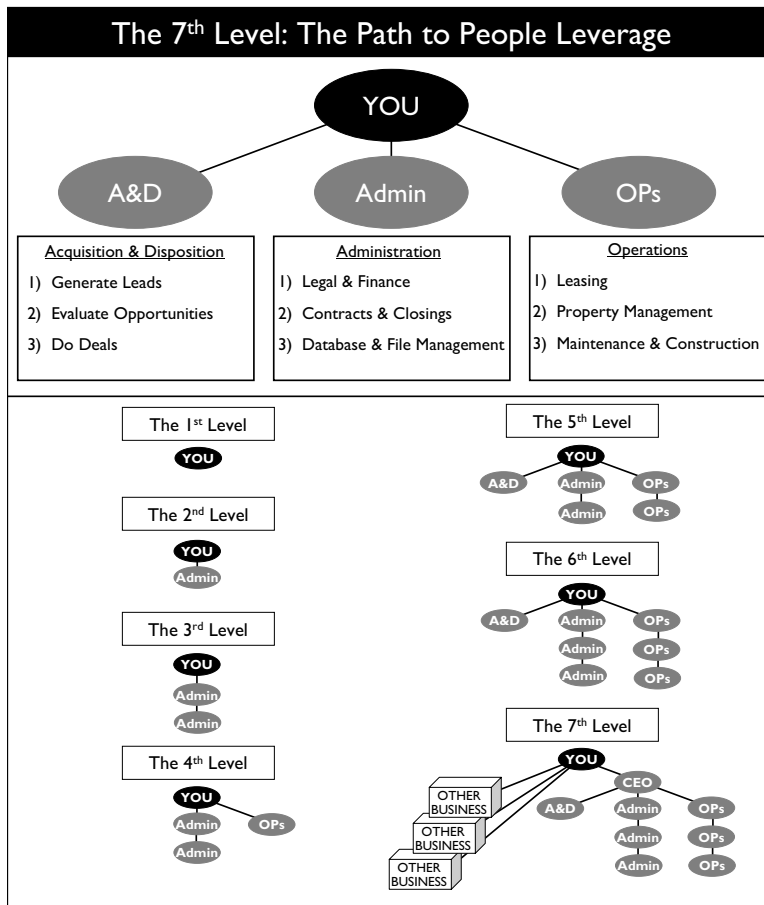 The 7th Level: The Path to People Leverage
YOU
A&D
Admin
OPs
Acquisition & Disposition
1) Generate Leads
2) Evaluate Opportunities
3) Do Deals
Administration
1) Legal & Finance
2) Contracts & Closings
3) Database & File Management
Operations
1) Leasing
2) Property Management
3) Maintenance & Construction
The 1st Level
YOU
The 2nd Level
YOU
Admin
The 3rd Level
YOU
Admin
Admin
The 4th Level
YOU
Admin
OPs
Admin
The 5th Level
YOU
A&D
Admin
OPs
Admin
OPs
The 6th Level
YOU
A&D
Admin
OPs
Admin
OPs
Admin
OPs
The 7th Level
YOU
CEO
OTHER
BUSINESS
A&D
Admin
OPs
OTHER
BUSINESS
Admin
OPs
OTHER
BUSINESS
Admin
OPs